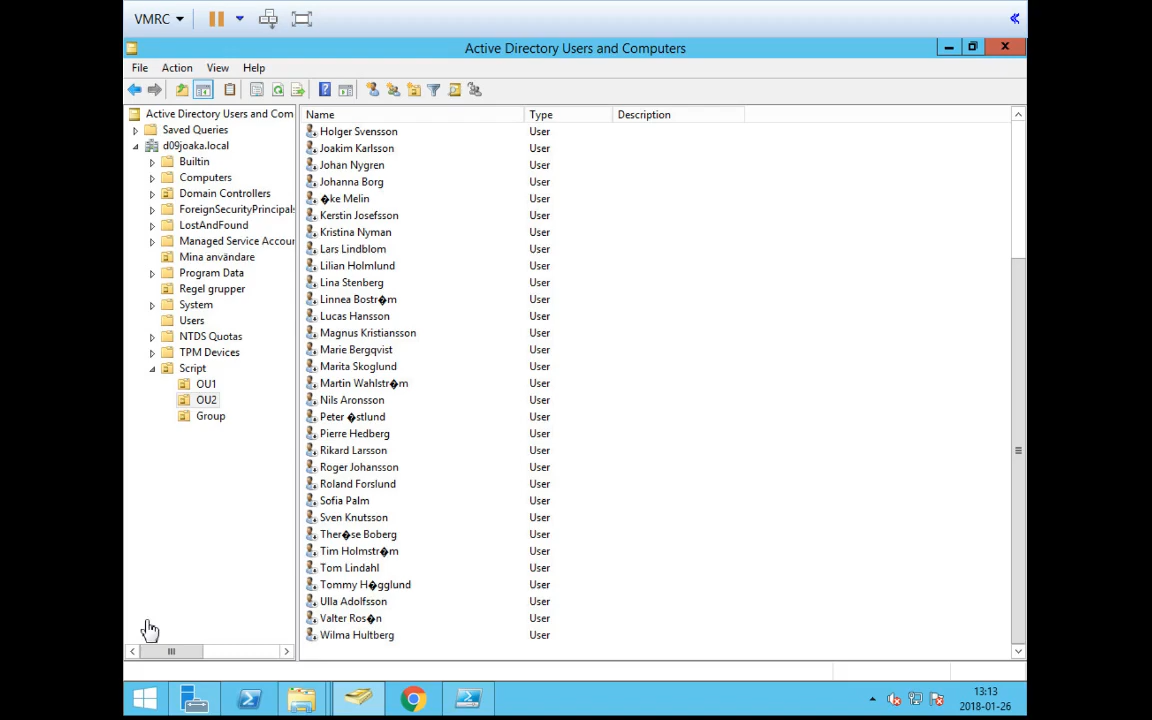 VMRC
Active Directory Users and Computers
File Action View Help
Active Directory Users and Com
Saved Queries
d09joaka.local
Builtin
Computers
Domain Controllers
ForeignSecurityPrincipals
LostAndFound
Managed Service Accour
Mina användare
Program Data
Regel grupper
System
Users
NTDS Quotas
TPM Devices
Script
OU1
OU2
Group
Name Type Description
Holger Svensson User
Joakim Karlsson User
Johan Nygren User
Johanna Borg User
�ke Melin User
Kerstin Josefsson User
Kristina Nyman User
Lars Lindblom User
Lilian Holmlund User
Lina Stenberg User
Linnea Bostr�m User
Lucas Hansson User
Magnus Kristiansson User
Marie Bergqvist User
Marita Skoglund User
Martin Wahlstr�m User
Nils Aronsson User
Peter �stlund User
Pierre Hedberg User
Rikard Larsson User
Roger Johansson User
Roland Forslund User
Sofia Palm User
Sven Knutsson User
Ther�se Boberg User
Tim Holmstr�m User
Tom Lindahl User
Tommy H�gglund User
Ulla Adolfsson User
Valter Ros�n User
Wilma Hultberg User
13:13
2018-01-26